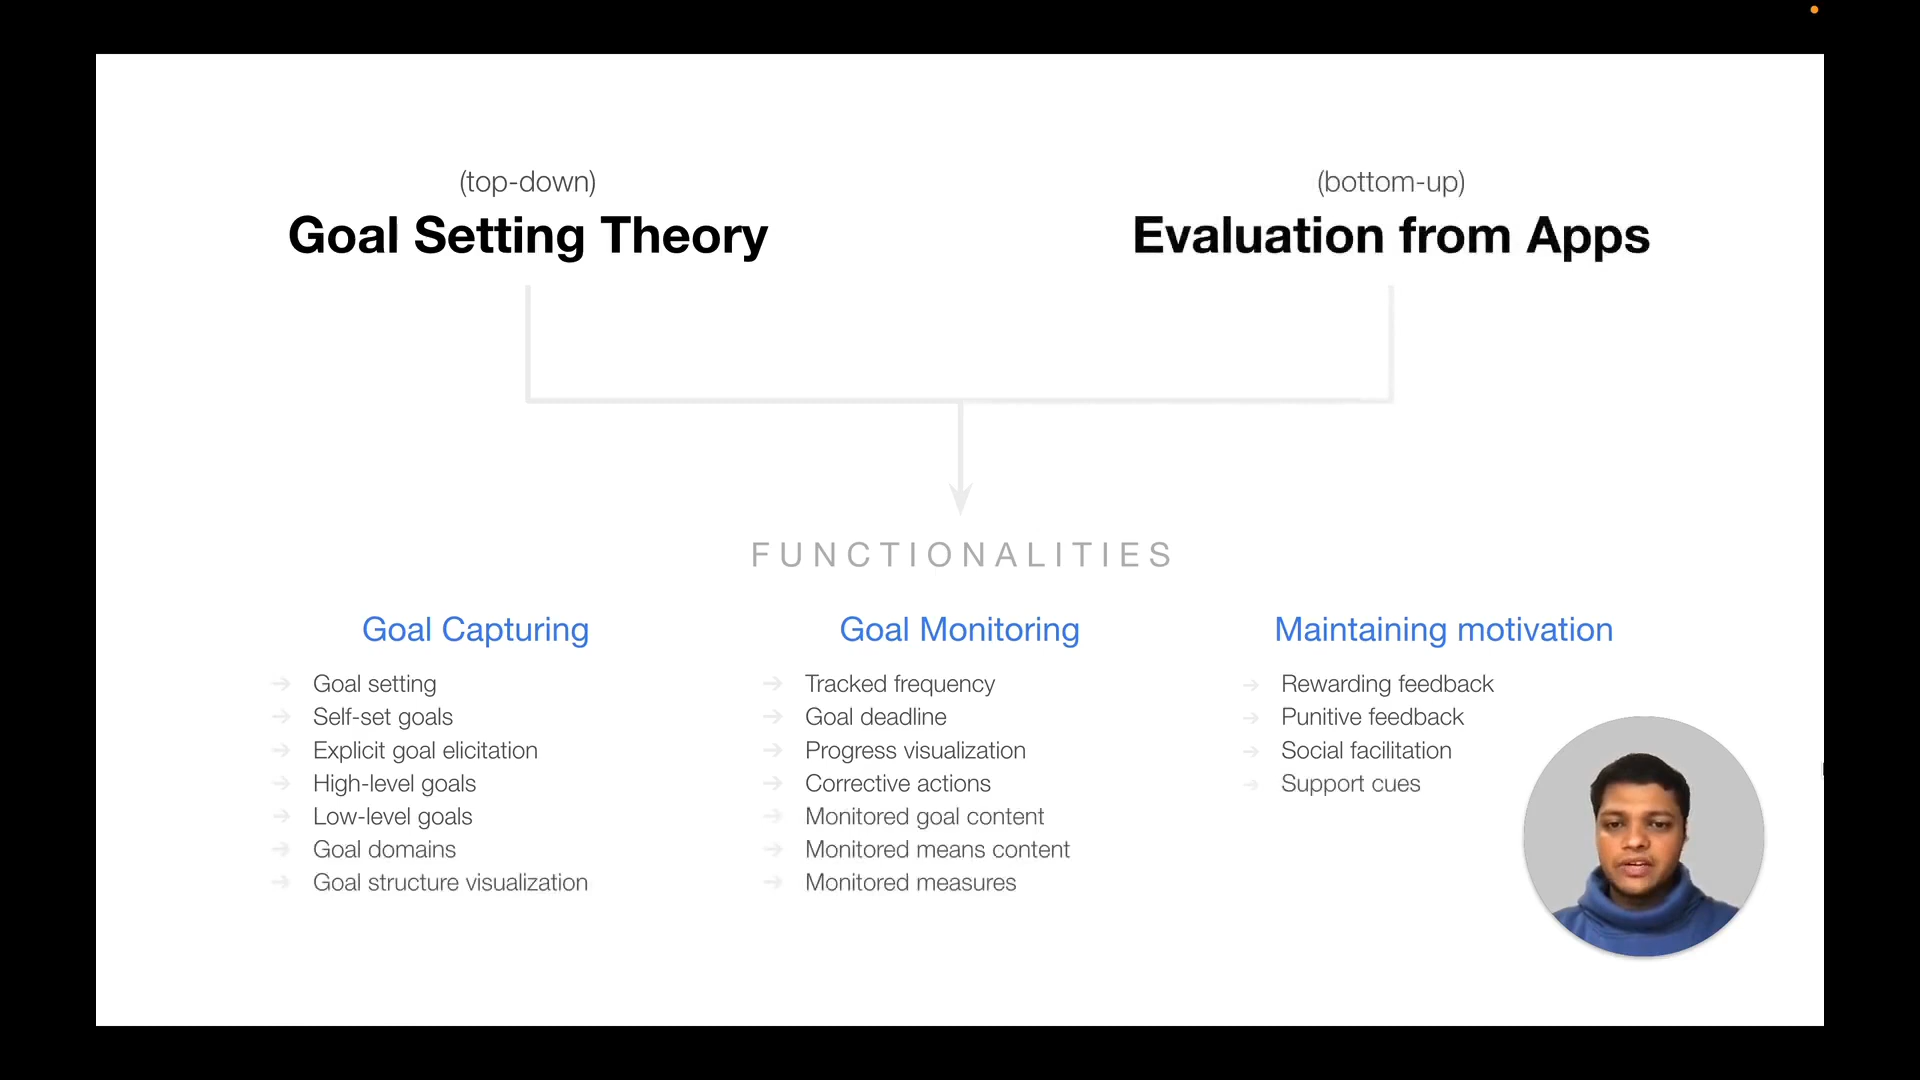 (top-down)
Goal Setting Theory
(bottom-up)
Evaluation from Apps
FUNCTIONALITIES
Goal Capturing
Goal setting
Self-set goals
Explicit goal elicitation
High-level goals
Low-level goals
Goal domains
Goal structure visualization
Goal Monitoring
Tracked frequency
Goal deadline
Progress visualization
Corrective actions
Monitored goal content
Monitored means content
Monitored measures
Maintaining motivation
Rewarding feedback
Punitive feedback
Social facilitation
Support cues